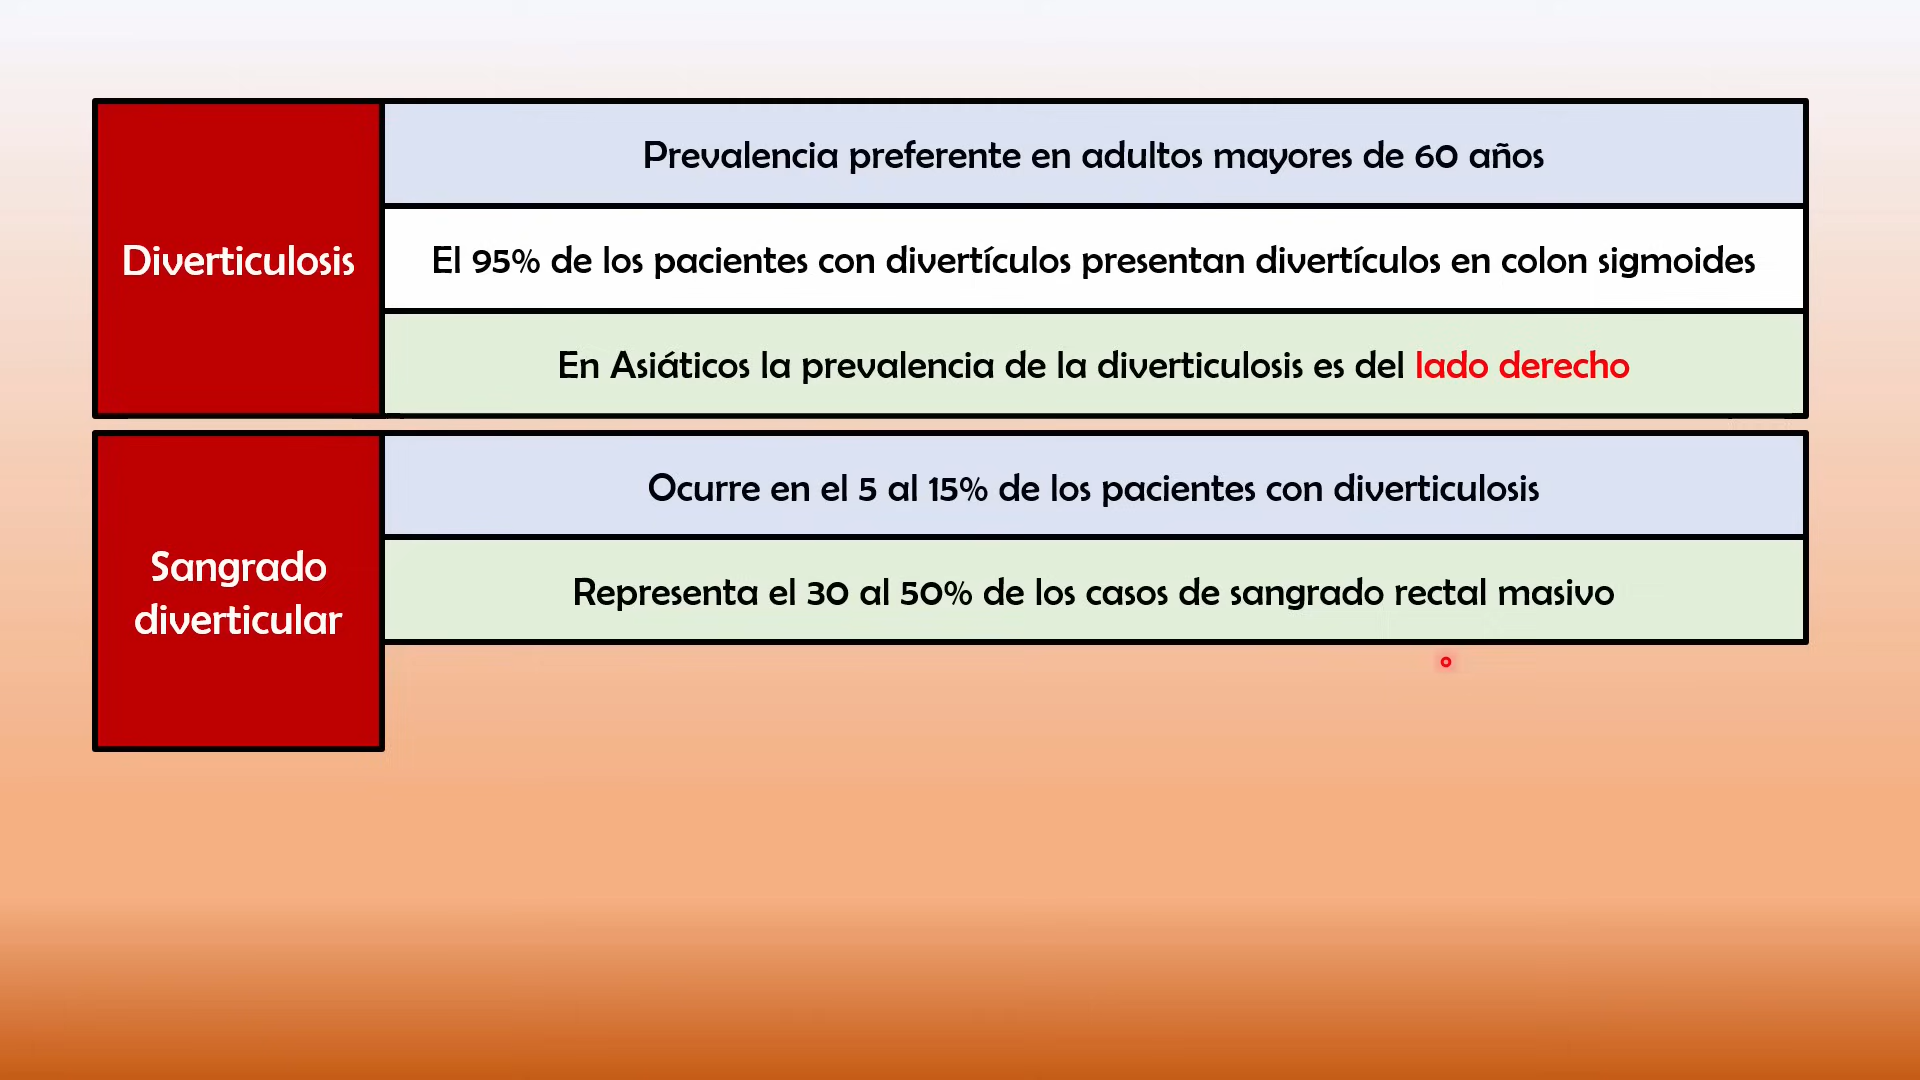 Diverticulosis
Prevalencia preferente en adultos mayores de 60 años
El 95% de los pacientes con divertículos presentan divertículos en colon sigmoides
En Asiáticos la prevalencia de la diverticulosis es del lado derecho
Sangrado
diverticular
Ocurre en el 5 al 15% de los pacientes con diverticulosis
Representa el 30 al 50% de los casos de sangrado rectal masivo